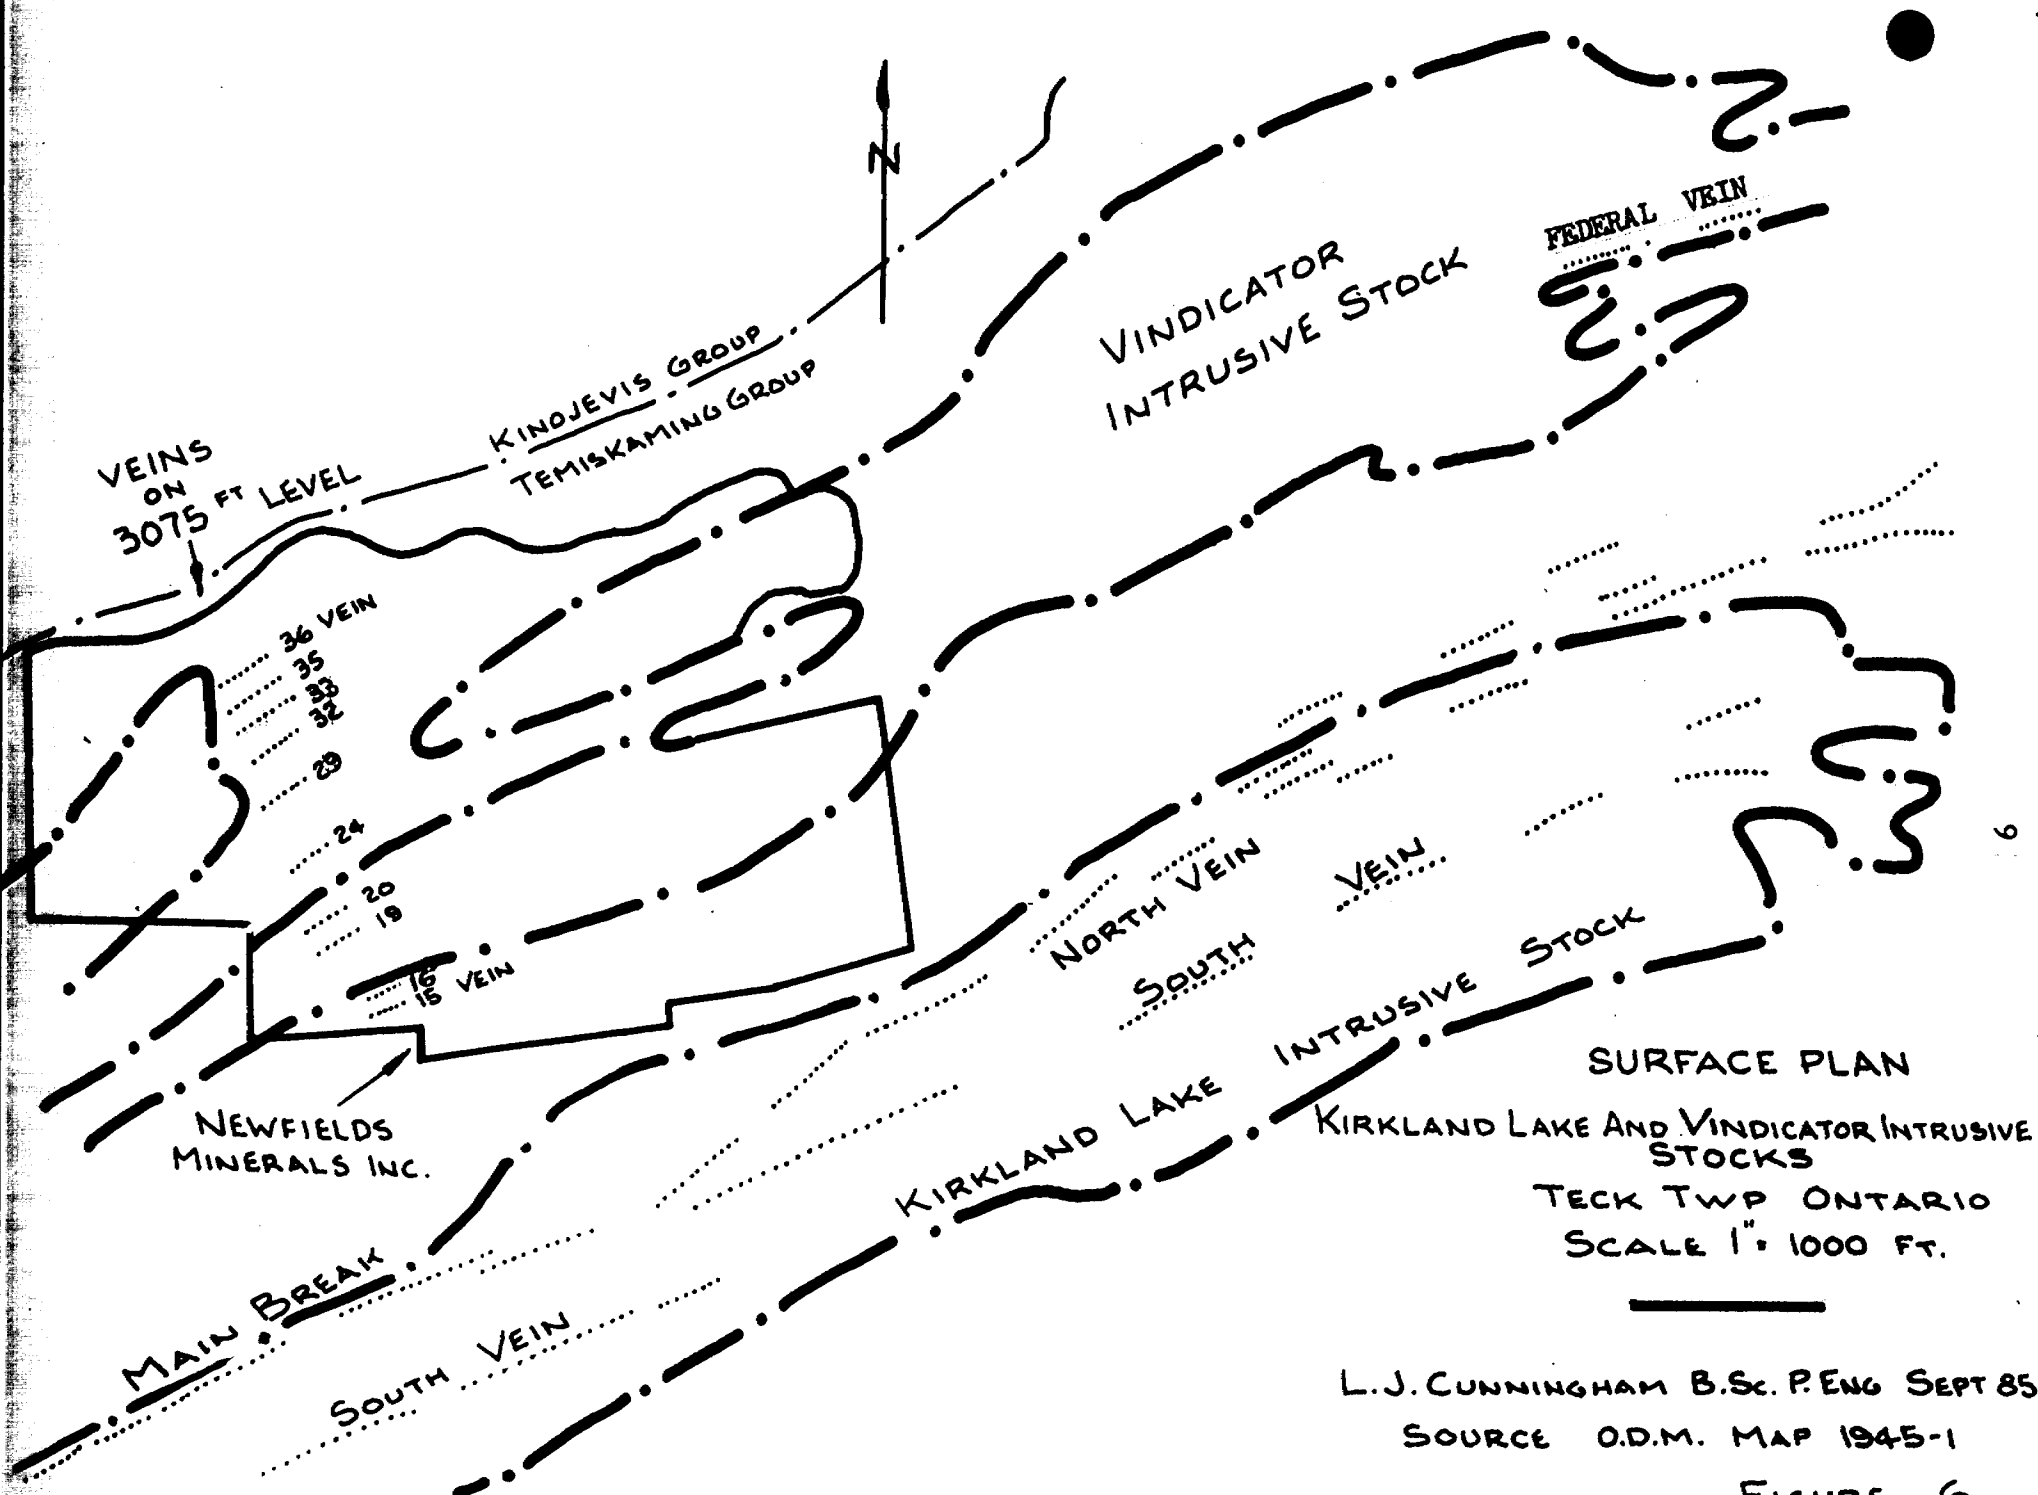 N
FEDERAL VEIN
VINDICATOR
INTRUSIVE STOCK
KINOJEVIS GROUP
TEMISKAMING GROUP
VEINS
ON
3075 FT LEVEL
36 VEIN
35
33
32
29
24
20
19
16
15 VEIN
NEWFIELDS
MINERALS INC.
NORTH VEIN
SOUTH VEIN
KIRKLAND LAKE INTRUSIVE STOCK
MAIN BREAK
SOUTH VEIN
6
SURFACE PLAN
KIRKLAND LAKE AND VINDICATOR INTRUSIVE
STOCKS
TECK TWP ONTARIO
SCALE 1" = 1000 FT.
L.J. CUNNINGHAM B.Sc. P. ENG SEPT 85
SOURCE O.D.M. MAP 1945-1
FIGURE 6